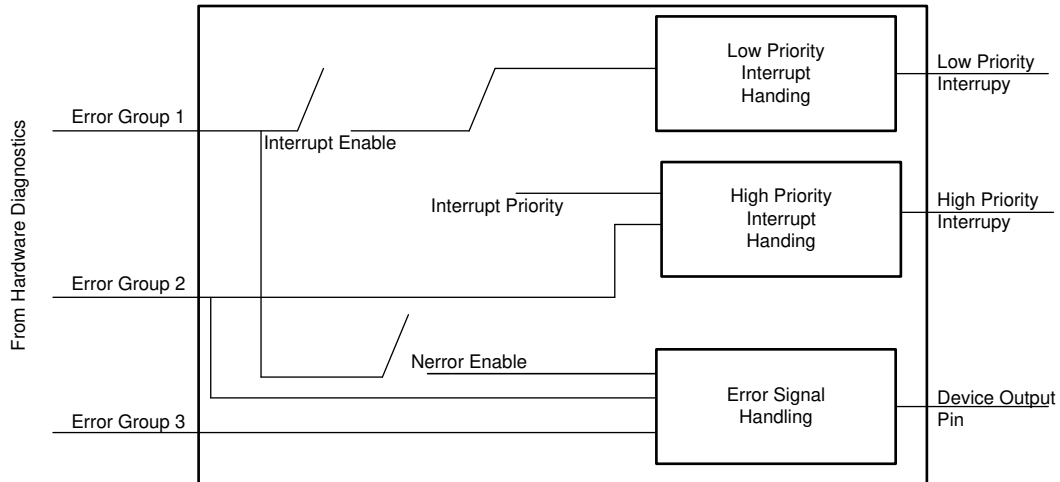 From Hardware Diagnostics
Error Group 1
Interrupt Enable
Low Priority
Interrupt
Handing
Low Priority
Interrupy
Interrupt Priority
High Priority
Interrupt
Handing
High Priority
Interrupy
Error Group 2
Nerror Enable
Error Signal
Handling
Device Output
Pin
Error Group 3